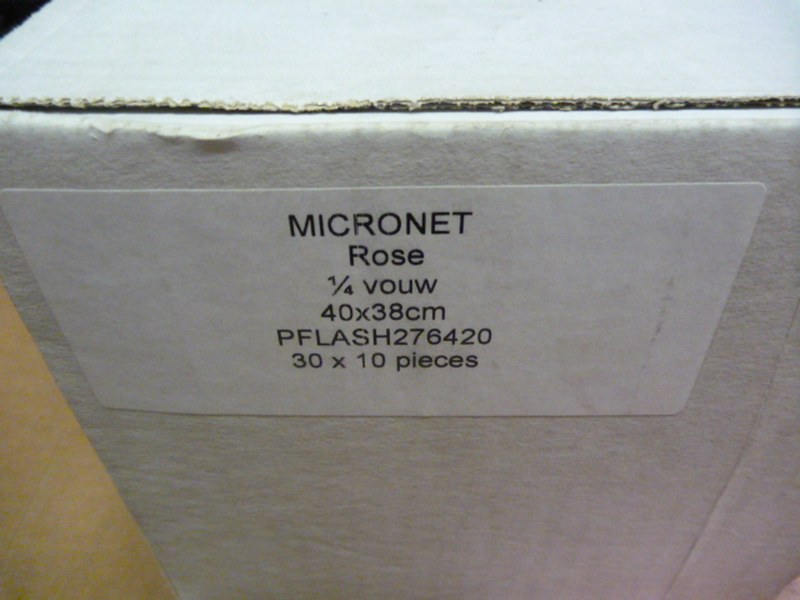 MICRONET
Rose
¼ vouw
40x38cm
PFLASH276420
30 x 10 pieces